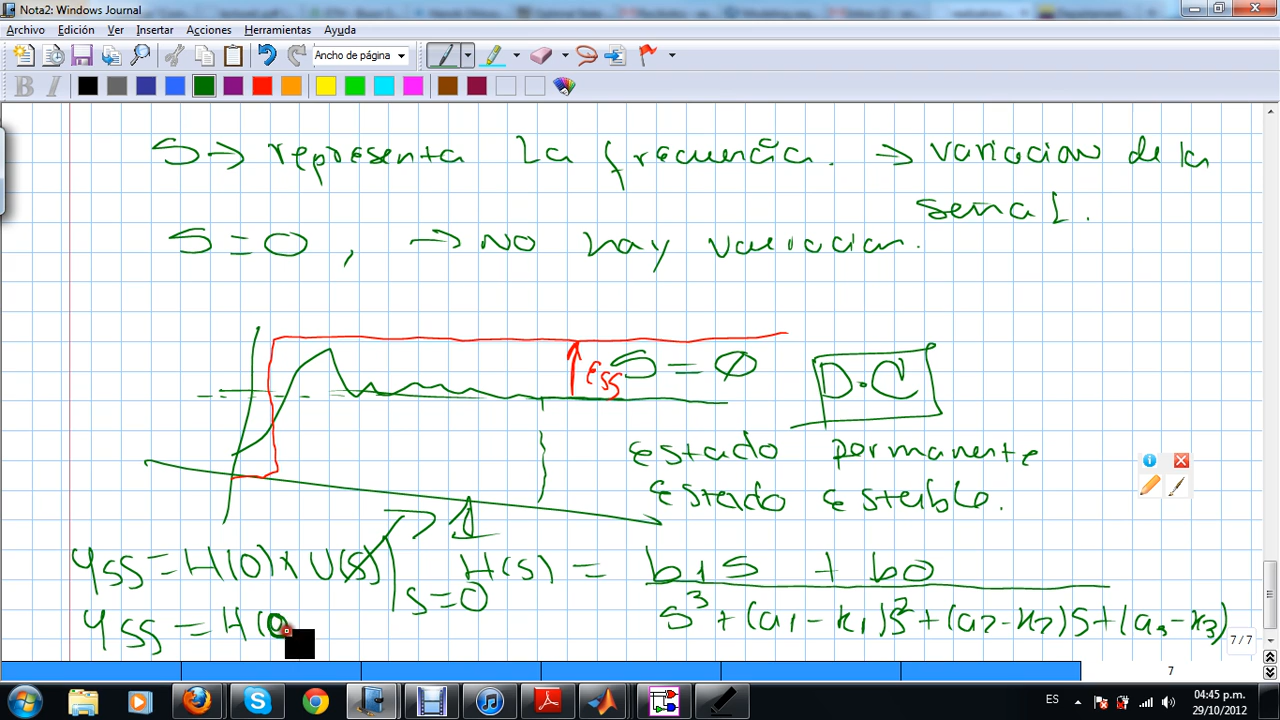 Nota2: Windows Journal
Archivo Edición Ver Insertar Acciones Herramientas Ayuda
Ancho de página
B I
S → representa La frecuencia. → variacion de la
señal.
S = 0 , → No hay variacion.
ess S = 0 D.C
estado permanente
estado estable.
→ 1
yss = H(0) x U(s) | s=0 H(s) = b1s + b0
s³ + (a1 - k1)s² + (a2 - k2)s + (a3 - k3)
yss = H(0
7 / 7
7
ES 04:45 p.m.
29/10/2012